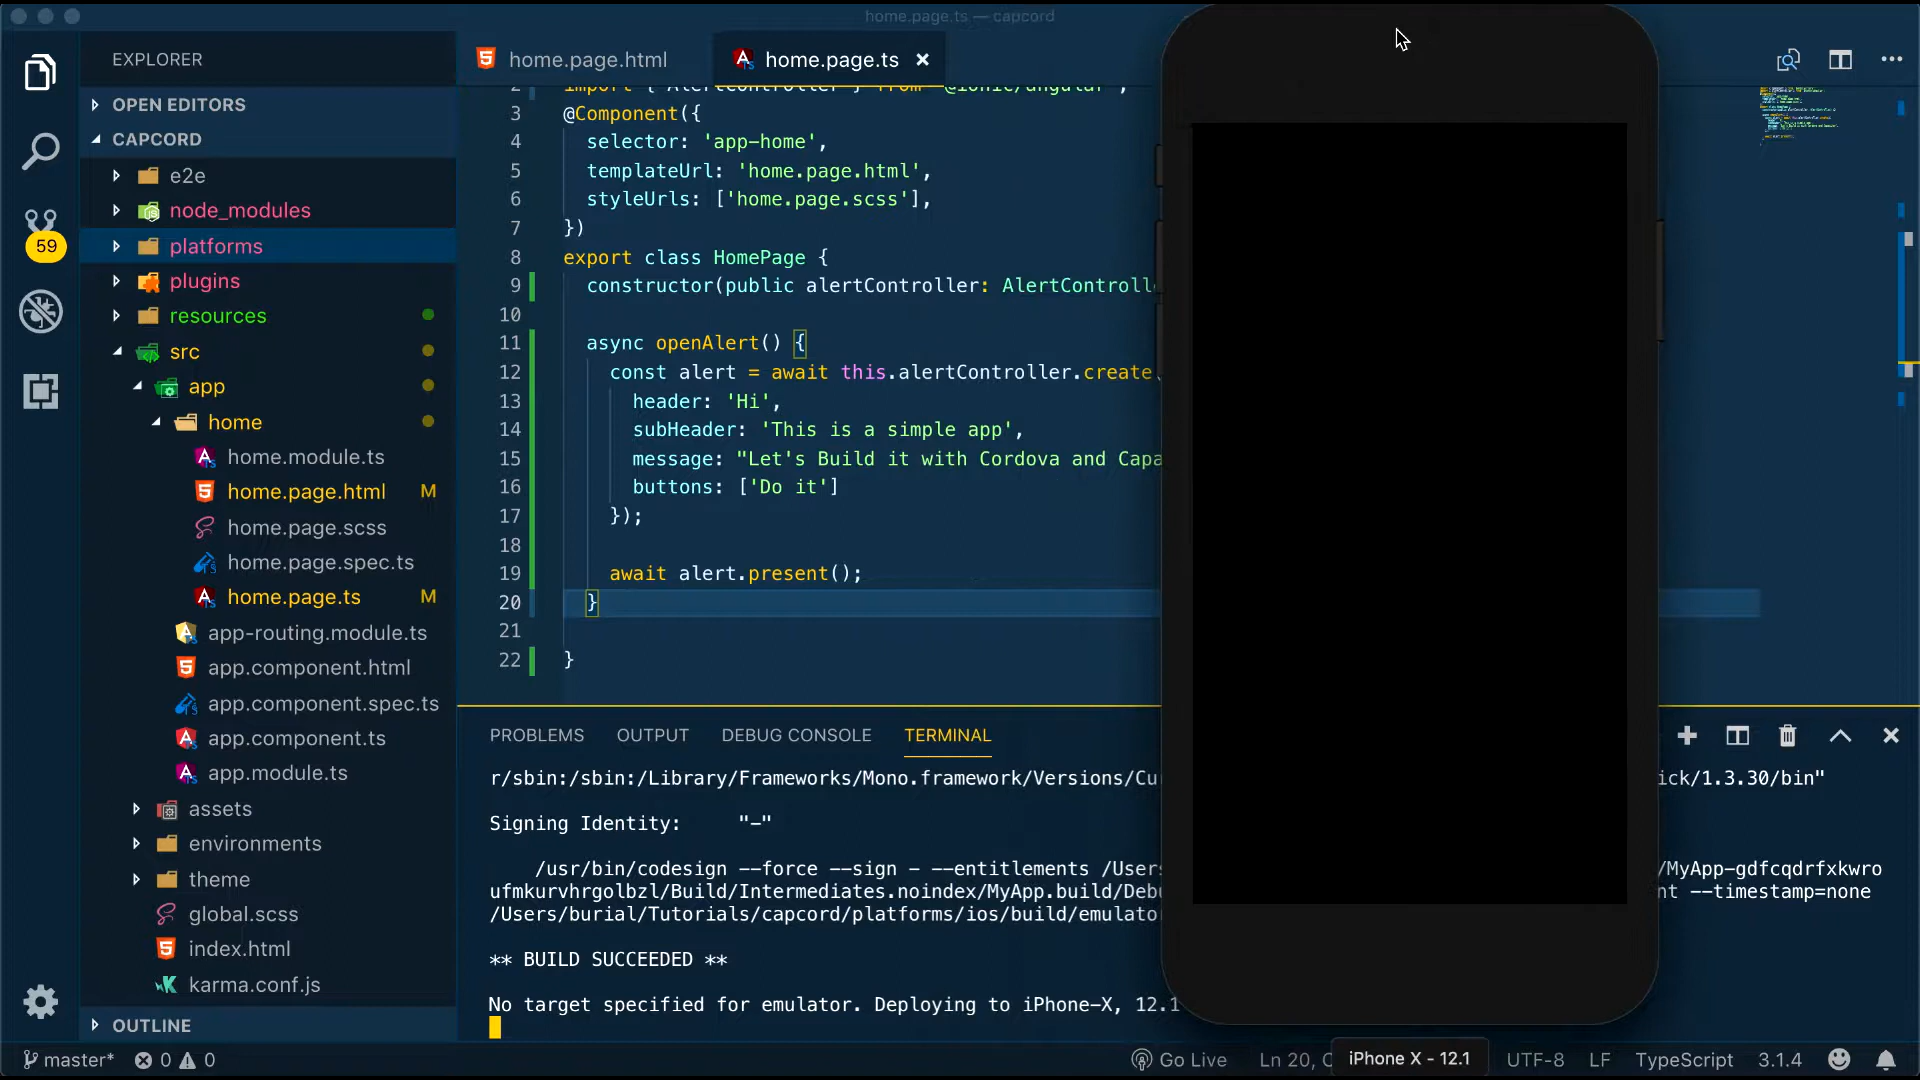 home.page.ts — capcord
EXPLORER
OPEN EDITORS
CAPCORD
e2e
node_modules
platforms
plugins
resources
src
app
home
home.module.ts
home.page.html M
home.page.scss
home.page.spec.ts
home.page.ts M
app-routing.module.ts
app.component.html
app.component.spec.ts
app.component.ts
app.module.ts
assets
environments
theme
global.scss
index.html
karma.conf.js
OUTLINE
59
home.page.html
home.page.ts
2 import { AlertController } from '@ionic/angular';
3 @Component({
4 selector: 'app-home',
5 templateUrl: 'home.page.html',
6 styleUrls: ['home.page.scss'],
7 })
8 export class HomePage {
9 constructor(public alertController: AlertControlle
10
11 async openAlert() {
12 const alert = await this.alertController.create
13 header: 'Hi',
14 subHeader: 'This is a simple app',
15 message: "Let's Build it with Cordova and Capa
16 buttons: ['Do it']
17 });
18
19 await alert.present();
20 }
21
22 }
PROBLEMS OUTPUT DEBUG CONSOLE TERMINAL
r/sbin:/sbin:/Library/Frameworks/Mono.framework/Versions/Cu ick/1.3.30/bin"
Signing Identity: "-"
/usr/bin/codesign --force --sign - --entitlements /Users /MyApp-gdfcqdrfxkwro
ufmkurvhrgolbzl/Build/Intermediates.noindex/MyApp.build/Deb nt --timestamp=none
/Users/burial/Tutorials/capcord/platforms/ios/build/emulato
** BUILD SUCCEEDED **
No target specified for emulator. Deploying to iPhone-X, 12.1
master* 0 0 Go Live Ln 20, C iPhone X - 12.1 UTF-8 LF TypeScript 3.1.4